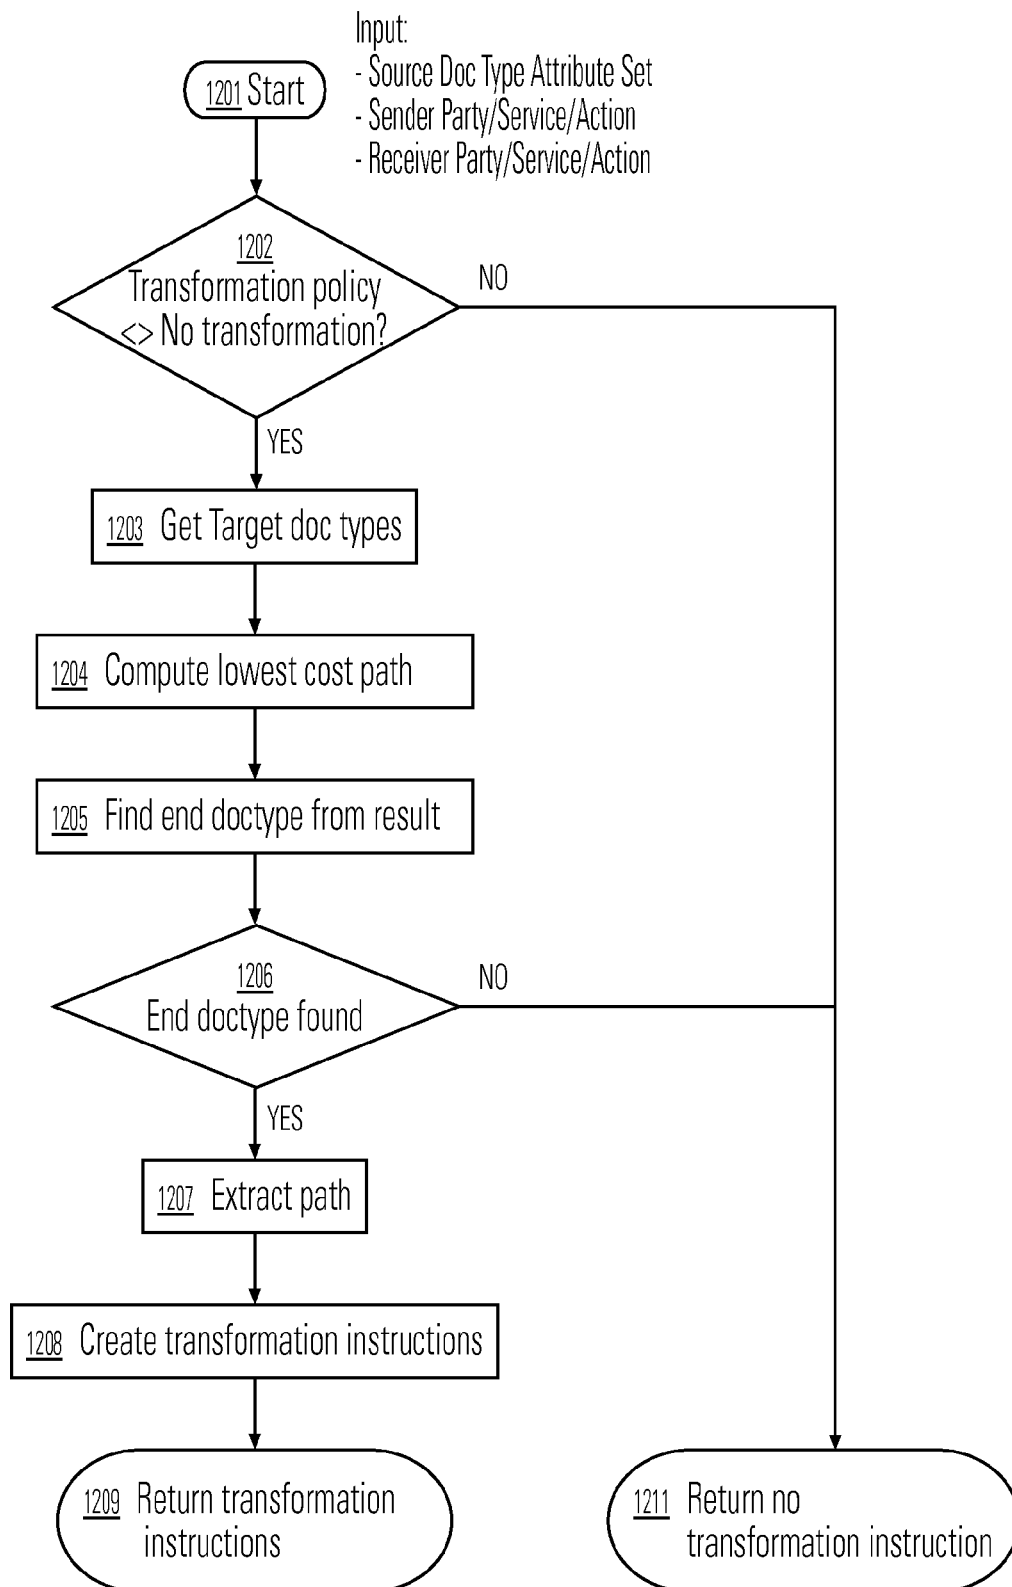 Input:
- Source Doc Type Attribute Set
- Sender Party/Service/Action
- Receiver Party/Service/Action
1201 Start
1202
Transformation policy
<> No transformation?
NO
YES
1203 Get Target doc types
1204 Compute lowest cost path
1205 Find end doctype from result
1206
End doctype found
NO
YES
1207 Extract path
1208 Create transformation instructions
1209 Return transformation
instructions
1211 Return no
transformation instruction